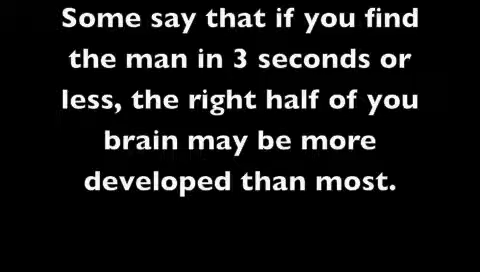 Some say that if you find
the man in 3 seconds or
less, the right half of you
brain may be more
developed than most.